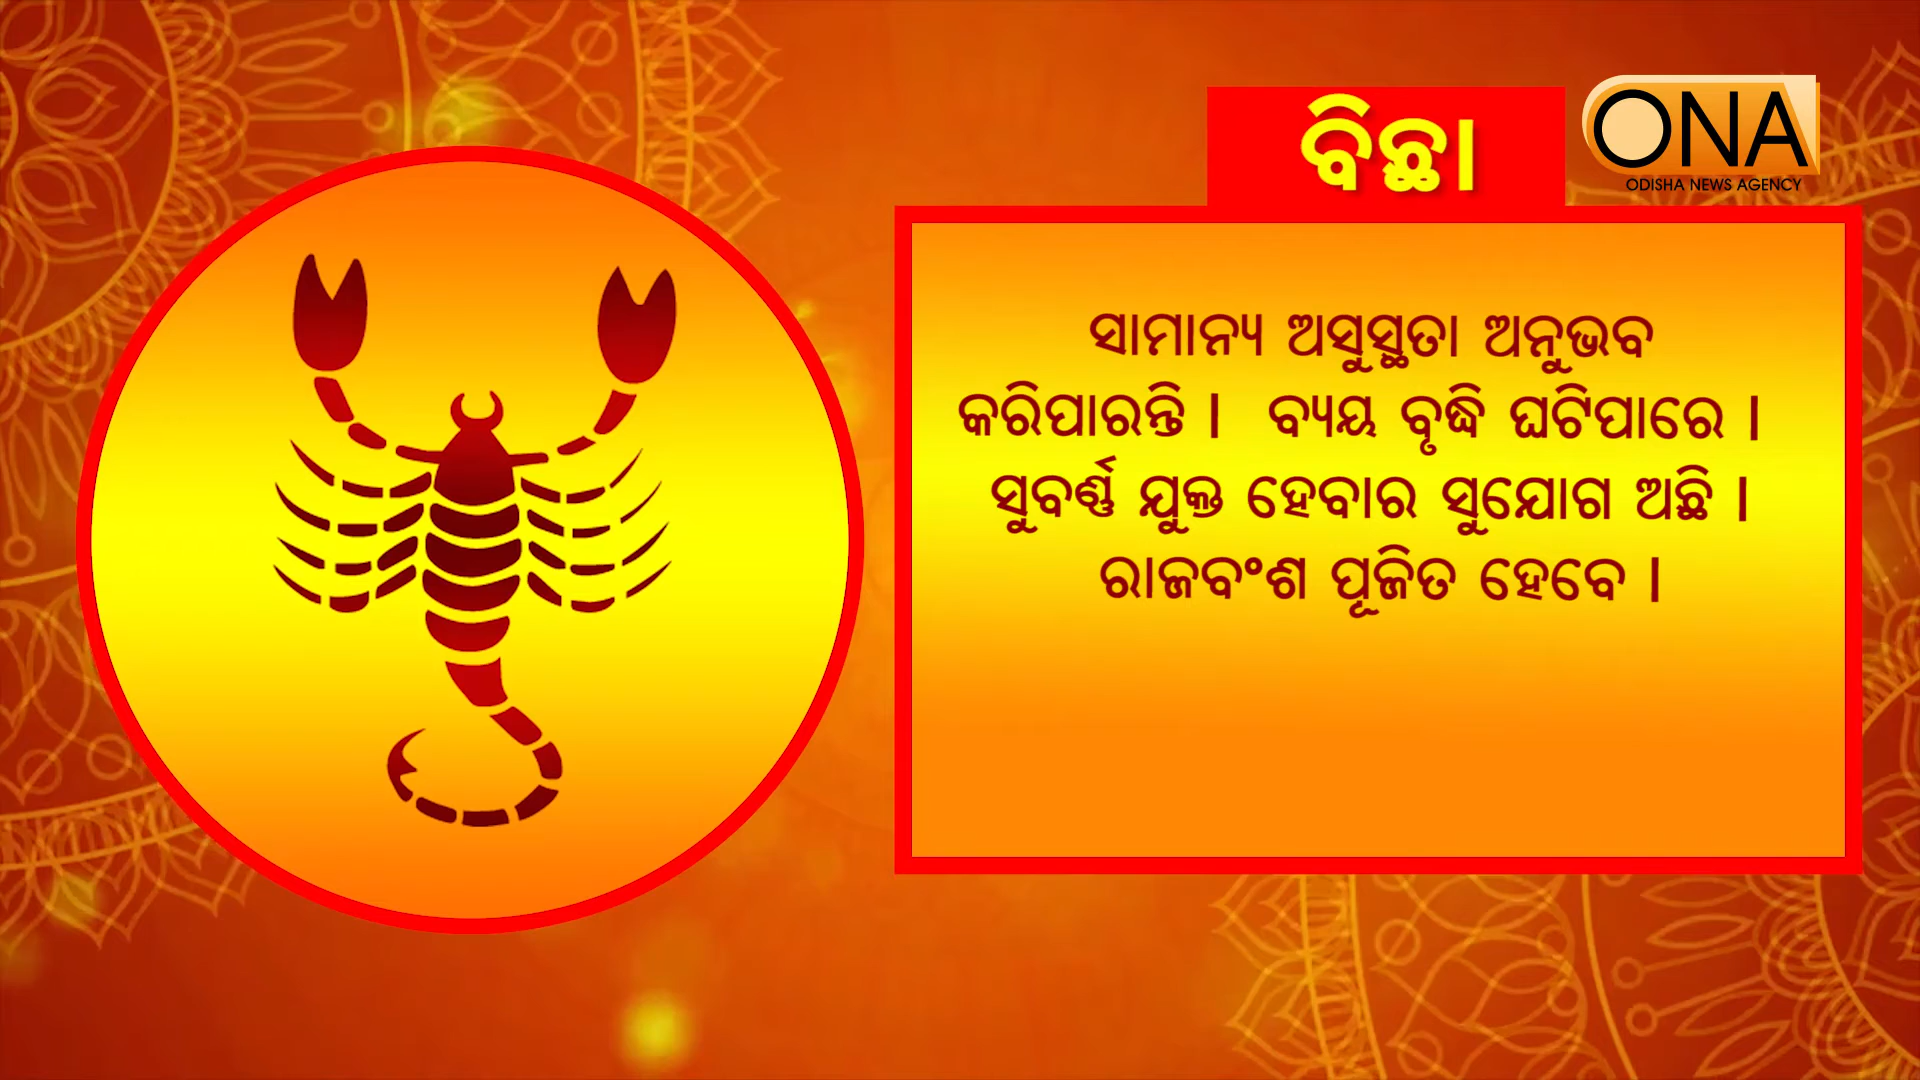 ବିଛା
ONA
ODISHA NEWS AGENCY
ସାମାନ୍ୟ ଅସୁସ୍ଥତା ଅନୁଭବ
କରିପାରନ୍ତି । ବ୍ୟୟ ବୃଦ୍ଧି ଘଟିପାରେ ।
ସୁବର୍ଣ୍ଣ ଯୁକ୍ତ ହେବାର ସୁଯୋଗ ଅଛି ।
ରାଜବଂଶ ପୂଜିତ ହେବେ ।